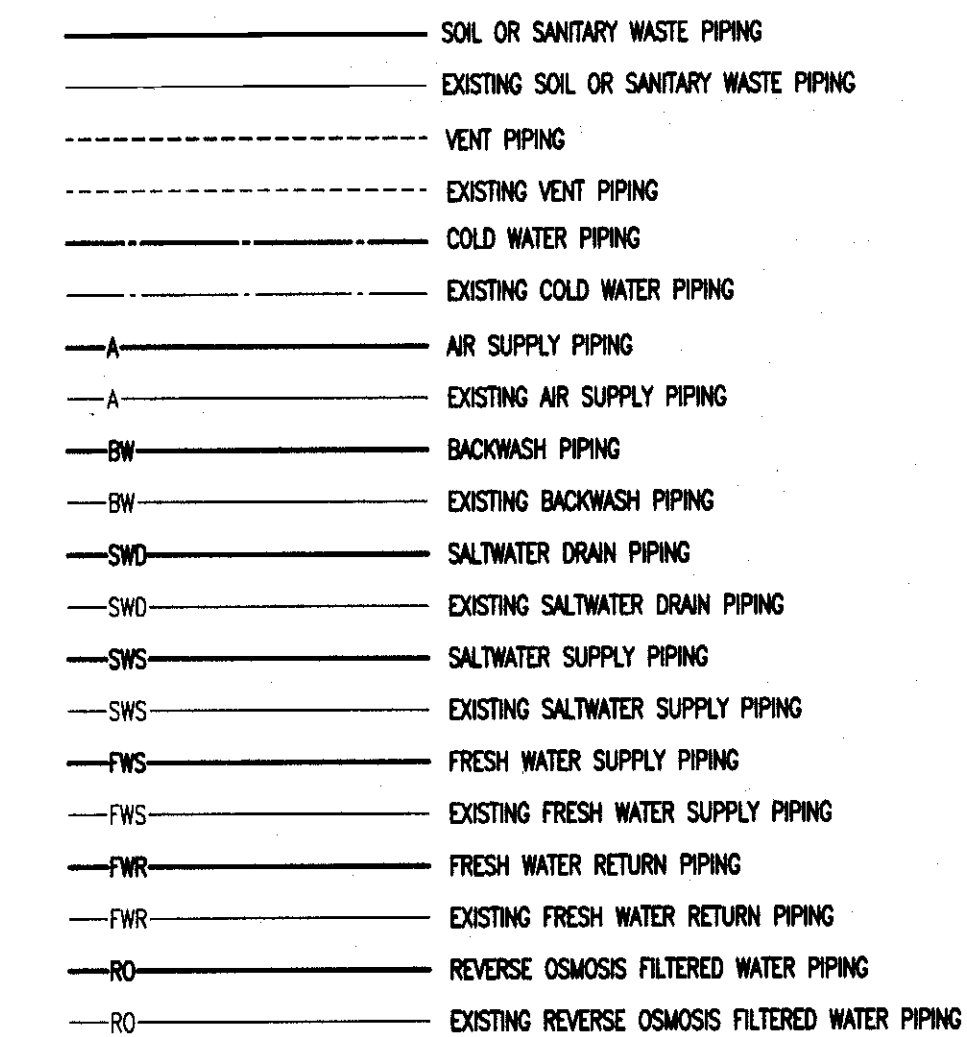 SOIL OR SANITARY WASTE PIPING
EXISTING SOIL OR SANITARY WASTE PIPING
VENT PIPING
EXISTING VENT PIPING
COLD WATER PIPING
EXISTING COLD WATER PIPING
A AIR SUPPLY PIPING
A EXISTING AIR SUPPLY PIPING
BW BACKWASH PIPING
BW EXISTING BACKWASH PIPING
SWD SALTWATER DRAIN PIPING
SWD EXISTING SALTWATER DRAIN PIPING
SWS SALTWATER SUPPLY PIPING
SWS EXISTING SALTWATER SUPPLY PIPING
FWS FRESH WATER SUPPLY PIPING
FWS EXISTING FRESH WATER SUPPLY PIPING
FWR FRESH WATER RETURN PIPING
FWR EXISTING FRESH WATER RETURN PIPING
RO REVERSE OSMOSIS FILTERED WATER PIPING
RO EXISTING REVERSE OSMOSIS FILTERED WATER PIPING